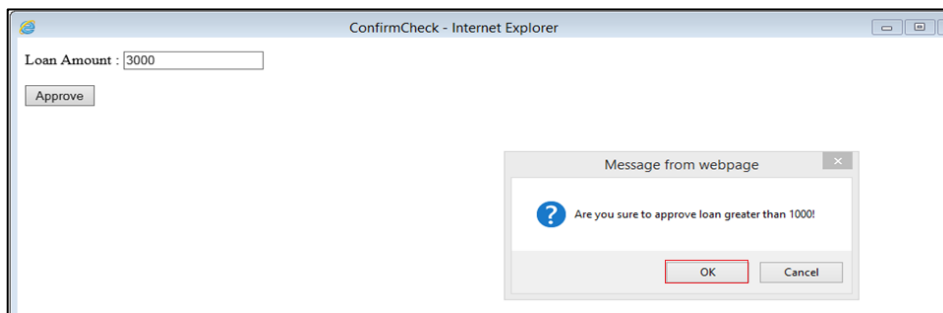 ConfirmCheck - Internet Explorer
Loan Amount : 3000
Approve
Message from webpage
Are you sure to approve loan greater than 1000!
OK Cancel